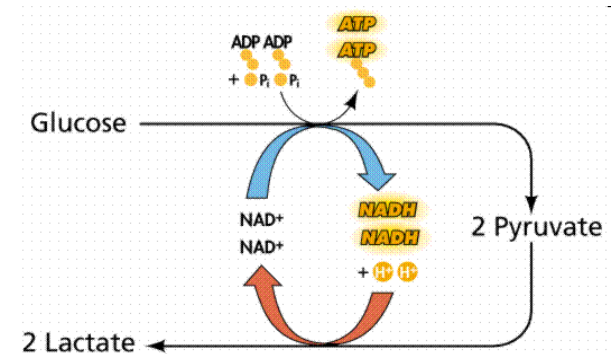 ATP
ADP ADP
ATP
+ Pi Pi
Glucose
NAD+
NADH
2 Pyruvate
NAD+
NADH
+ H+ H+
2 Lactate